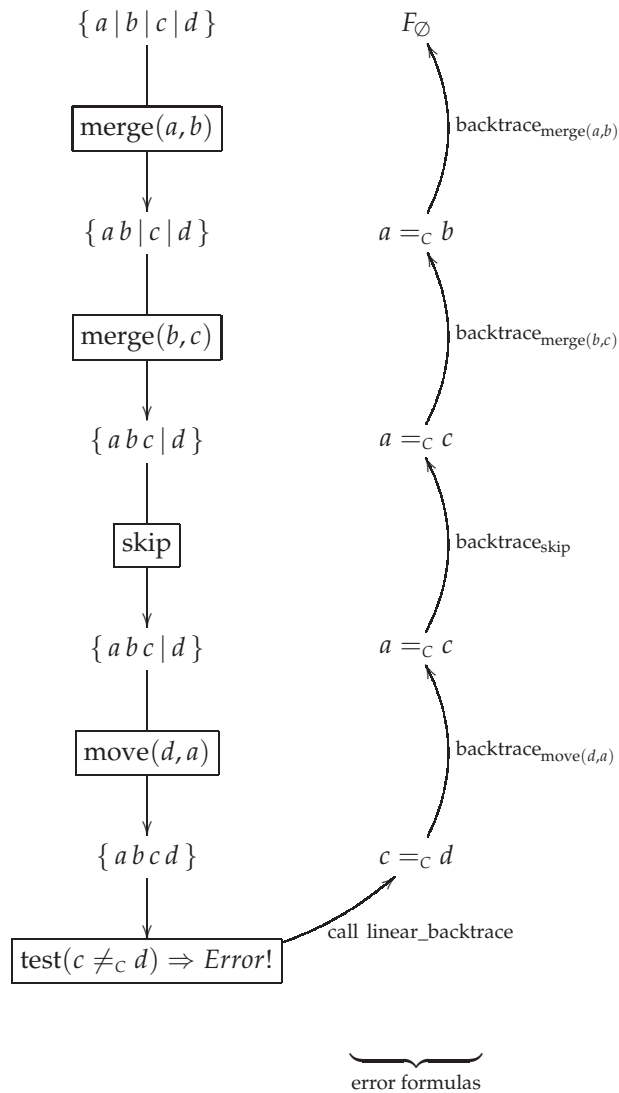 { a | b | c | d } F∅
merge(a, b) backtrace_merge(a,b)
{ a b | c | d } a =_C b
merge(b, c) backtrace_merge(b,c)
{ a b c | d } a =_C c
skip backtrace_skip
{ a b c | d } a =_C c
move(d, a) backtrace_move(d,a)
{ a b c d } c =_C d
call linear_backtrace
test(c ≠_C d) ⇒ Error!
error formulas